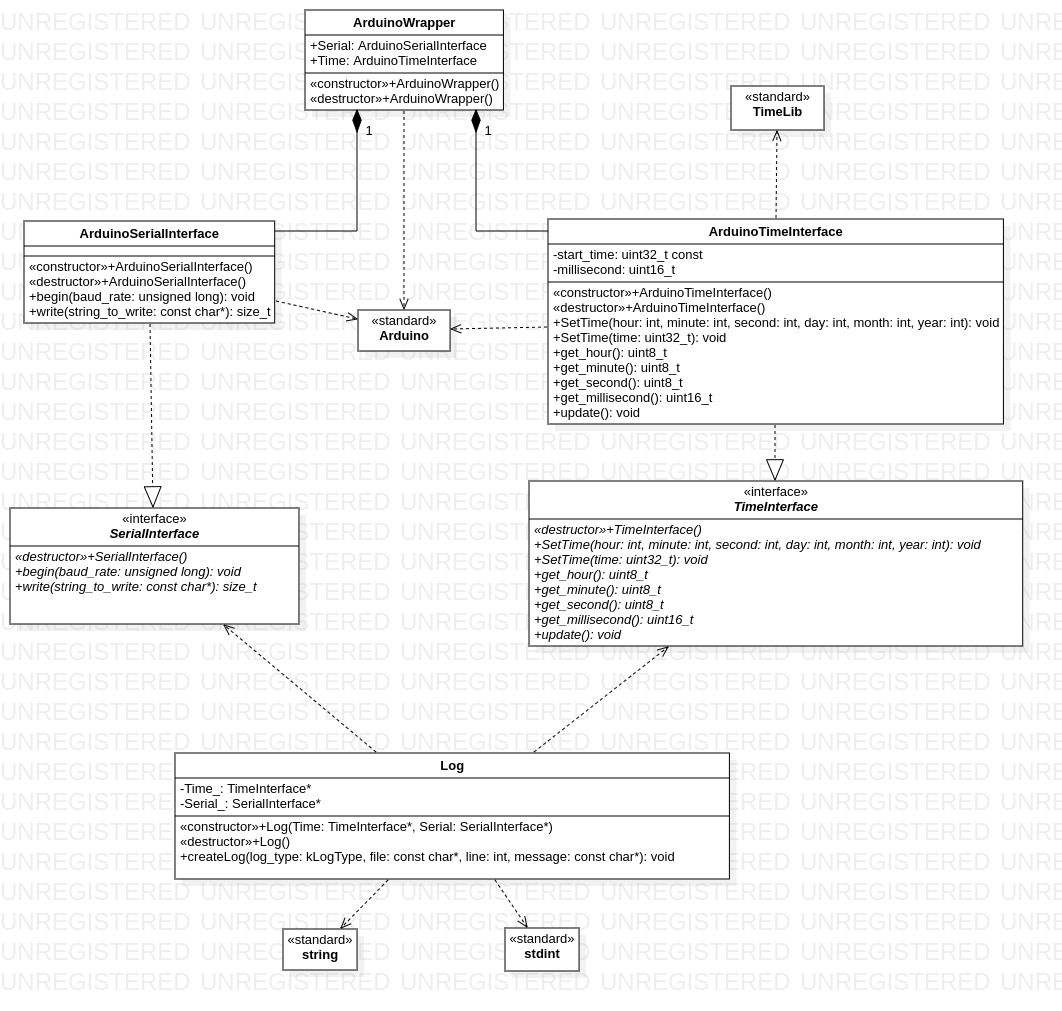 ArduinoWrapper
+Serial: ArduinoSerialInterface
+Time: ArduinoTimeInterface
«constructor»+ArduinoWrapper()
«destructor»+ArduinoWrapper()
1
1
«standard»
TimeLib
ArduinoSerialInterface
«constructor»+ArduinoSerialInterface()
«destructor»+ArduinoSerialInterface()
+begin(baud_rate: unsigned long): void
+write(string_to_write: const char*): size_t
«standard»
Arduino
ArduinoTimeInterface
-start_time: uint32_t const
-millisecond: uint16_t
«constructor»+ArduinoTimeInterface()
«destructor»+ArduinoTimeInterface()
+SetTime(hour: int, minute: int, second: int, day: int, month: int, year: int): void
+SetTime(time: uint32_t): void
+get_hour(): uint8_t
+get_minute(): uint8_t
+get_second(): uint8_t
+get_millisecond(): uint16_t
+update(): void
«interface»
SerialInterface
«destructor»+SerialInterface()
+begin(baud_rate: unsigned long): void
+write(string_to_write: const char*): size_t
«interface»
TimeInterface
«destructor»+TimeInterface()
+SetTime(hour: int, minute: int, second: int, day: int, month: int, year: int): void
+SetTime(time: uint32_t): void
+get_hour(): uint8_t
+get_minute(): uint8_t
+get_second(): uint8_t
+get_millisecond(): uint16_t
+update(): void
Log
-Time_: TimeInterface*
-Serial_: SerialInterface*
«constructor»+Log(Time: TimeInterface*, Serial: SerialInterface*)
«destructor»+Log()
+createLog(log_type: kLogType, file: const char*, line: int, message: const char*): void
«standard»
string
«standard»
stdint
UNREGISTERED